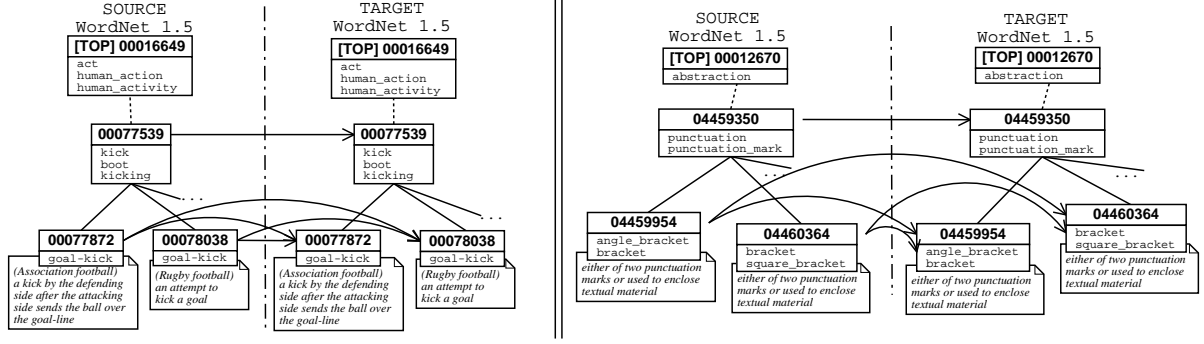 SOURCE
WordNet 1.5
[TOP] 00016649
act
human_action
human_activity
00077539
kick
boot
kicking
...
00077872
goal-kick
(Association football)
a kick by the defending
side after the attacking
side sends the ball over
the goal-line
00078038
goal-kick
(Rugby football)
an attempt to
kick a goal
TARGET
WordNet 1.5
[TOP] 00016649
act
human_action
human_activity
00077539
kick
boot
kicking
...
00077872
goal-kick
(Association football)
a kick by the defending
side after the attacking
side sends the ball over
the goal-line
00078038
goal-kick
(Rugby football)
an attempt to
kick a goal
SOURCE
WordNet 1.5
[TOP] 00012670
abstraction
04459350
punctuation
punctuation_mark
...
04459954
angle_bracket
bracket
either of two punctuation
marks or used to enclose
textual material
04460364
bracket
square_bracket
either of two punctuation
marks or used to enclose
textual material
TARGET
WordNet 1.5
[TOP] 00012670
abstraction
04459350
punctuation
punctuation_mark
...
04459954
angle_bracket
bracket
either of two punctuation
marks or used to enclose
textual material
04460364
bracket
square_bracket
either of two punctuation
marks or used to enclose
textual material